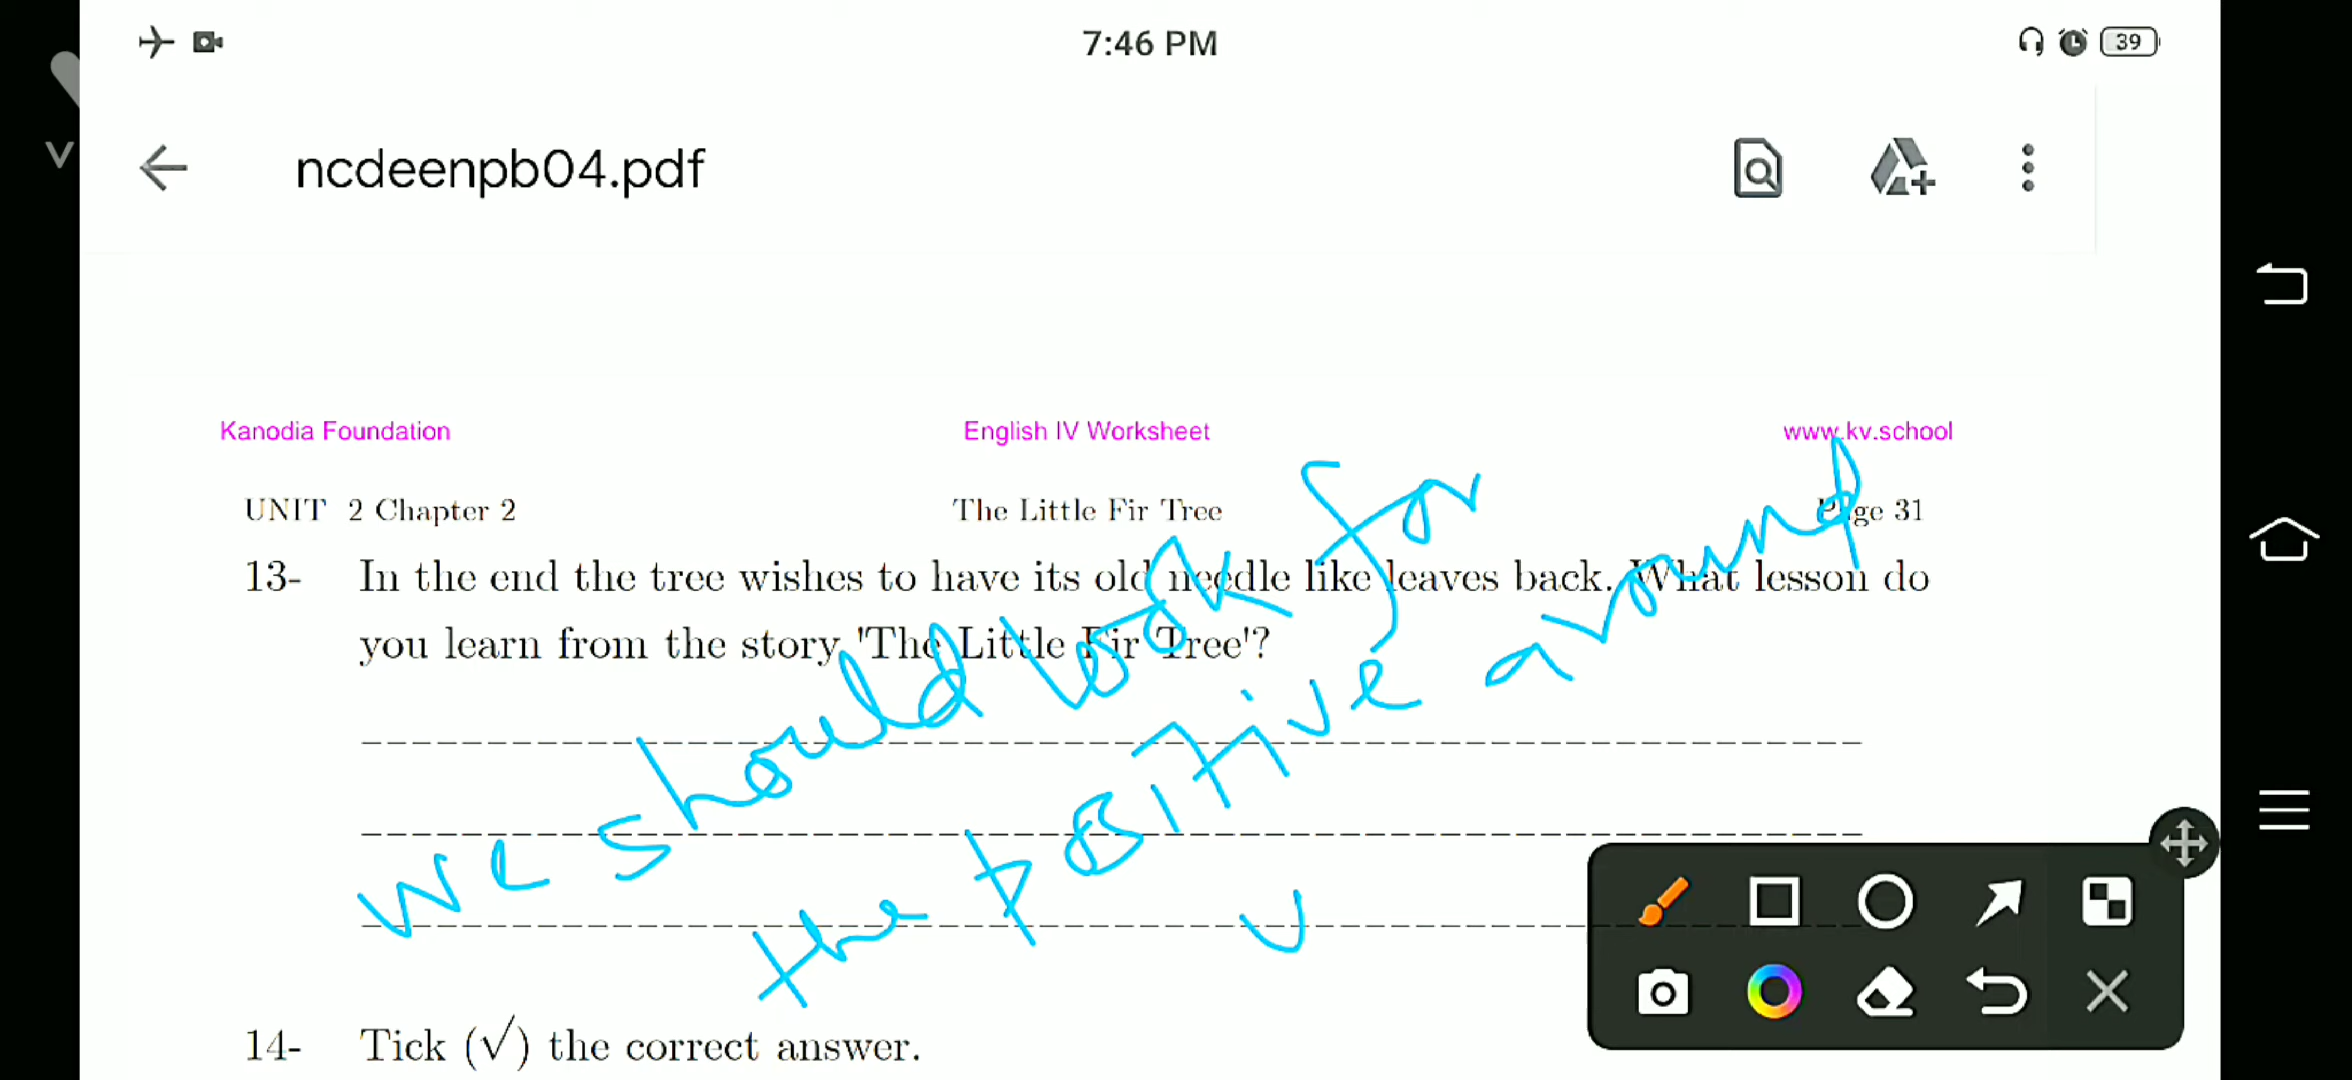 7:46 PM
39
ncdeenpb04.pdf
Kanodia Foundation English IV Worksheet www.kv.school
UNIT 2 Chapter 2 The Little Fir Tree Page 31
13- In the end the tree wishes to have its old needle like leaves back. What lesson do
you learn from the story 'The Little Fir Tree'?
We should look for
the positive around
14- Tick (√) the correct answer.